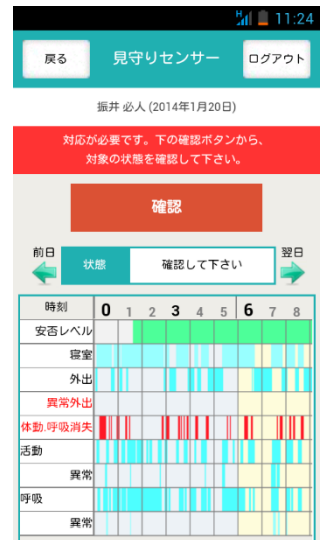 H 11:24
戻る 見守りセンサー ログアウト
振井 必人 (2014年1月20日)
対応が必要です。下の確認ボタンから、
対象の状態を確認して下さい。
確認
前日 状態 確認して下さい 翌日
時刻 0 1 2 3 4 5 6 7 8
安否レベル
寝室
外出
異常外出
体動.呼吸消失
活動
異常
呼吸
異常